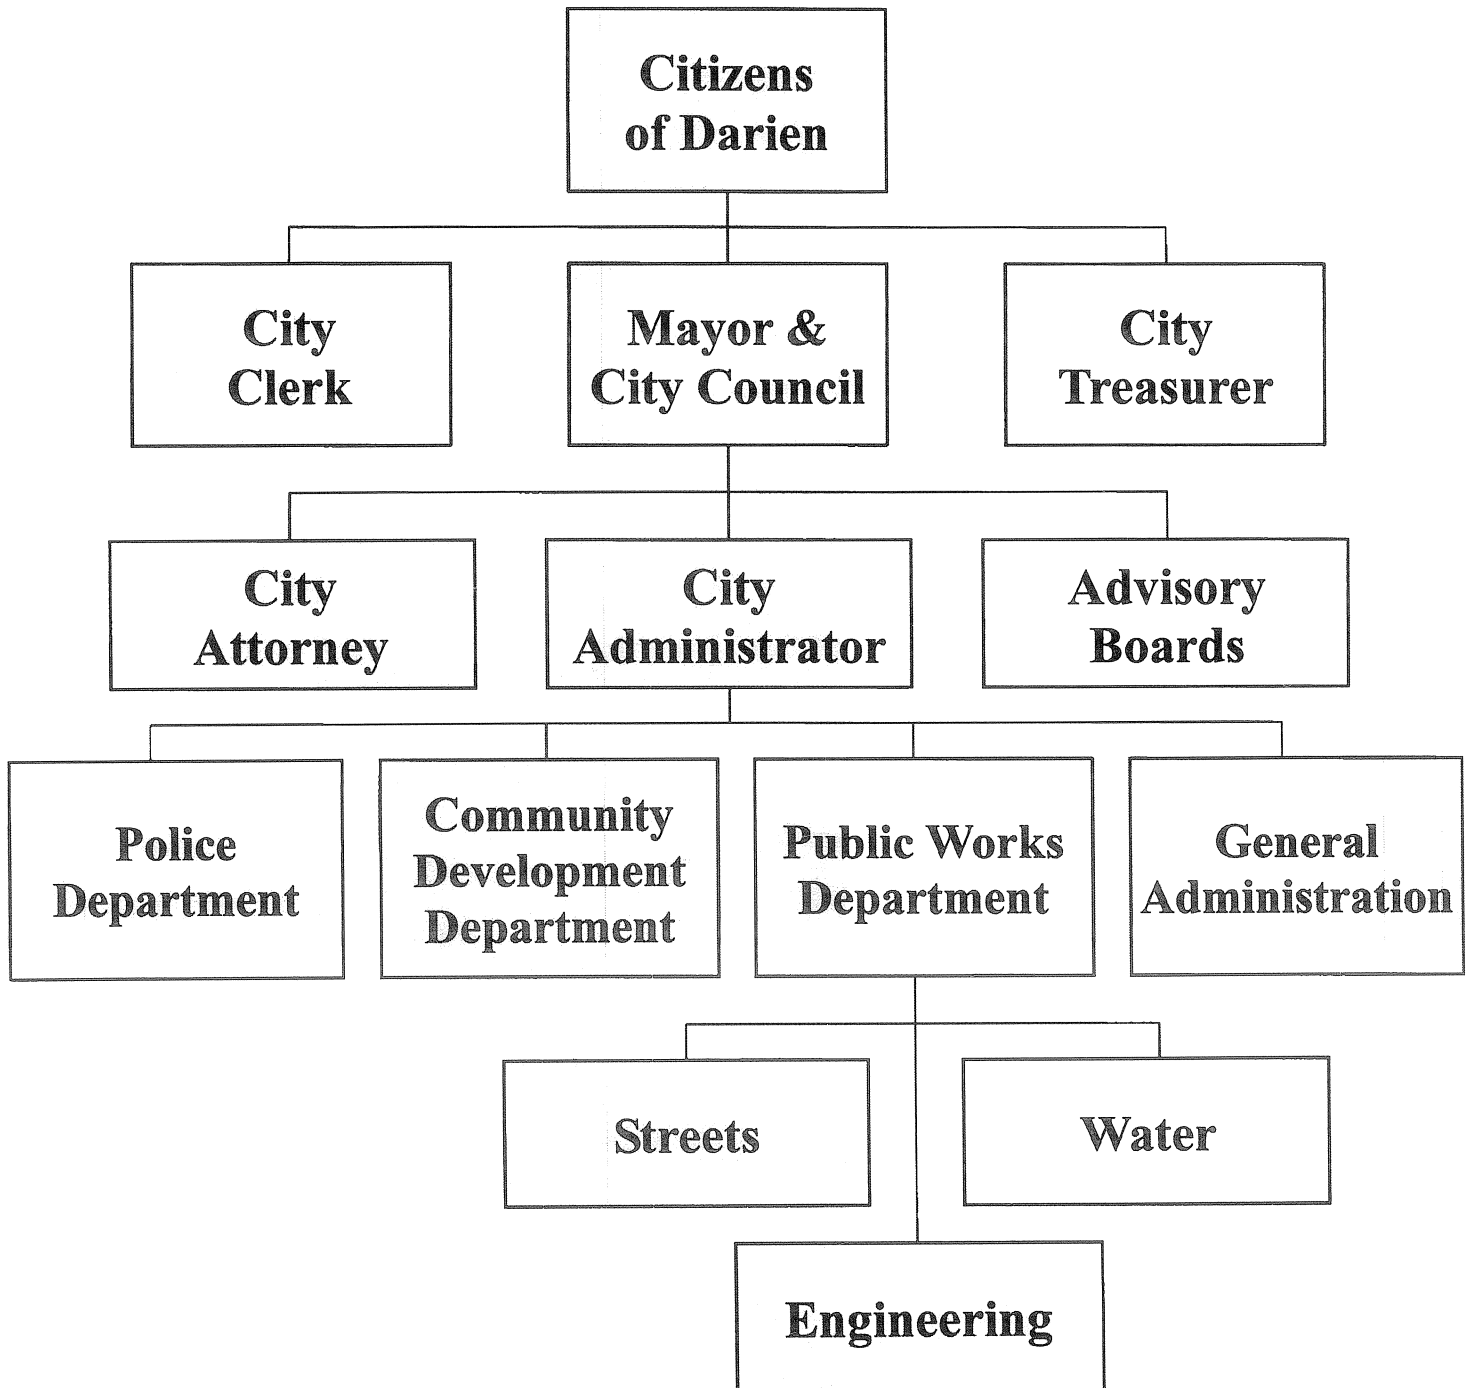 Citizens
of Darien
City
Clerk
Mayor &
City Council
City
Treasurer
City
Attorney
City
Administrator
Advisory
Boards
Police
Department
Community
Development
Department
Public Works
Department
General
Administration
Streets
Water
Engineering